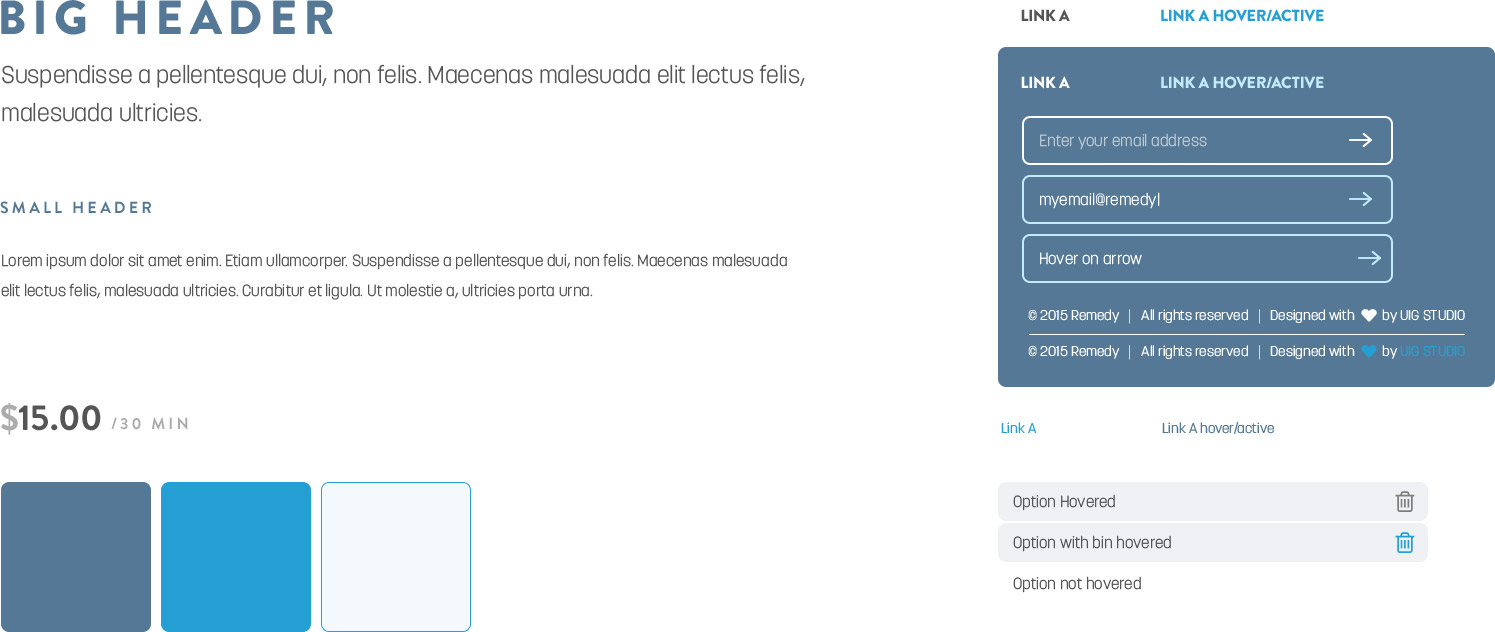 BIG HEADER
Suspendisse a pellentesque dui, non felis. Maecenas malesuada elit lectus felis,
malesuada ultricies.
SMALL HEADER
Lorem ipsum dolor sit amet enim. Etiam ullamcorper. Suspendisse a pellentesque dui, non felis. Maecenas malesuada
elit lectus felis, malesuada ultricies. Curabitur et ligula. Ut molestie a, ultricies porta urna.
$15.00 /30 MIN
LINK A LINK A HOVER/ACTIVE
LINK A LINK A HOVER/ACTIVE
Enter your email address
myemail@remedy|
Hover on arrow
© 2015 Remedy | All rights reserved | Designed with by UIG STUDIO
© 2015 Remedy | All rights reserved | Designed with by UIG STUDIO
Link A Link A hover/active
Option Hovered
Option with bin hovered
Option not hovered